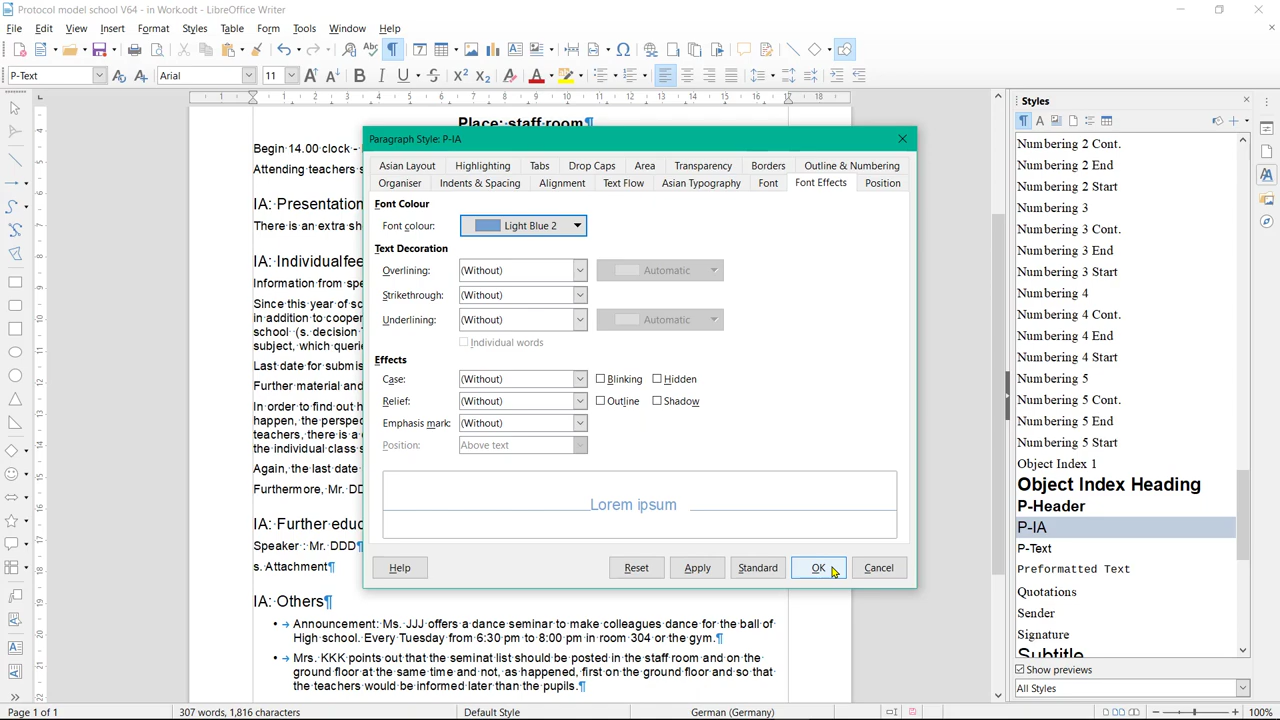 Protocol model school V64 - in Work.odt - LibreOffice Writer
File Edit View Insert Format Styles Table Form Tools Window Help
P-Text Arial 11
Place: staff room¶
Begin 14.00 clock -
Attending teachers s
IA: Presentation
There is an extra sh
IA: Individualfee
Information from spe
Since this year of sc
in addition to cooper
school (s. decision
subject, which queri
Last date for submis
Further material and
In order to find out h
happen, the perspec
teachers, there is a
the individual class s
Again, the last date
Furthermore, Mr. DD
IA: Further educ
Speaker : Mr. DDD¶
s. Attachment¶
IA: Others¶
• → Announcement: Ms. JJJ offers a dance seminar to make colleagues dance for the ball of
High school. Every Tuesday from 6:30 pm to 8:00 pm in room 304 or the gym.¶
• → Mrs. KKK points out that the seminat list should be posted in the staff room and on the
ground floor at the same time and not, as happened, first on the ground floor and so that
the teachers would be informed later than the pupils.¶
Paragraph Style: P-IA
Asian Layout Highlighting Tabs Drop Caps Area Transparency Borders Outline & Numbering
Organiser Indents & Spacing Alignment Text Flow Asian Typography Font Font Effects Position
Font Colour
Font colour: Light Blue 2
Text Decoration
Overlining: (Without) Automatic
Strikethrough: (Without)
Underlining: (Without) Automatic
Individual words
Effects
Case: (Without) Blinking Hidden
Relief: (Without) Outline Shadow
Emphasis mark: (Without)
Position: Above text
Lorem ipsum
Help Reset Apply Standard OK Cancel
Styles
Numbering 2 Cont.
Numbering 2 End
Numbering 2 Start
Numbering 3
Numbering 3 Cont.
Numbering 3 End
Numbering 3 Start
Numbering 4
Numbering 4 Cont.
Numbering 4 End
Numbering 4 Start
Numbering 5
Numbering 5 Cont.
Numbering 5 End
Numbering 5 Start
Object Index 1
Object Index Heading
P-Header
P-IA
P-Text
Preformatted Text
Quotations
Sender
Signature
Subtitle
Show previews
All Styles
Page 1 of 1 307 words, 1,816 characters Default Style German (Germany) 100%